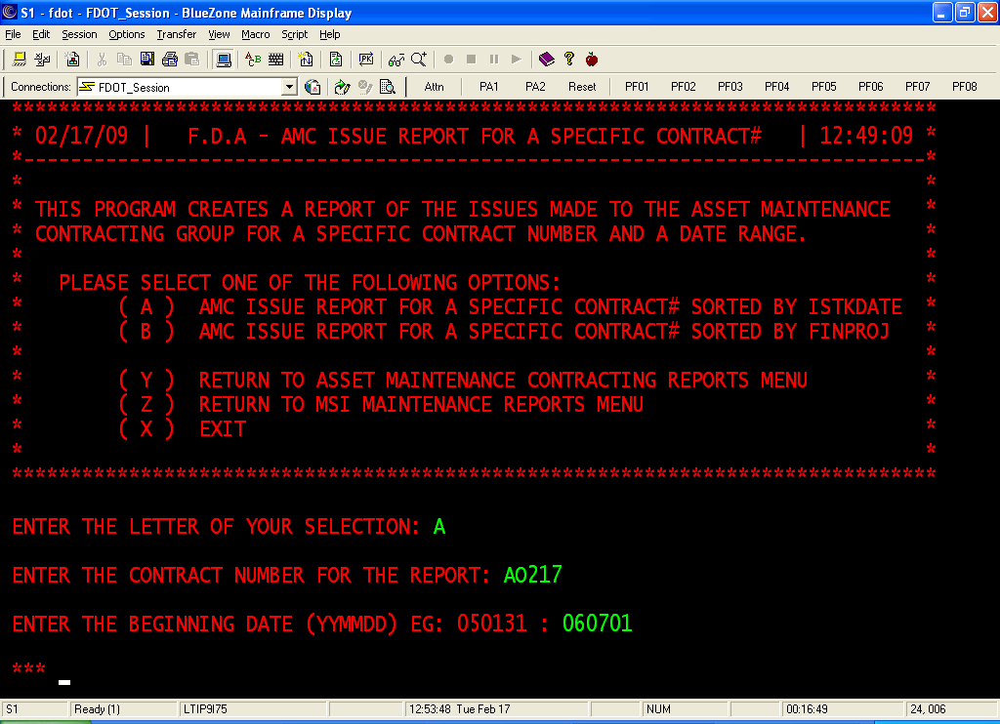 S1 - fdot - FDOT_Session - BlueZone Mainframe Display
File Edit Session Options Transfer View Macro Script Help
Connections: FDOT_Session Attn PA1 PA2 Reset PF01 PF02 PF03 PF04 PF05 PF06 PF07 PF08
*******************************************************************************
* 02/17/09 | F.D.A - AMC ISSUE REPORT FOR A SPECIFIC CONTRACT# | 12:49:09 *
*-----------------------------------------------------------------------------*
* *
* THIS PROGRAM CREATES A REPORT OF THE ISSUES MADE TO THE ASSET MAINTENANCE *
* CONTRACTING GROUP FOR A SPECIFIC CONTRACT NUMBER AND A DATE RANGE. *
* *
* PLEASE SELECT ONE OF THE FOLLOWING OPTIONS: *
* ( A ) AMC ISSUE REPORT FOR A SPECIFIC CONTRACT# SORTED BY ISTKDATE *
* ( B ) AMC ISSUE REPORT FOR A SPECIFIC CONTRACT# SORTED BY FINPROJ *
* *
* ( Y ) RETURN TO ASSET MAINTENANCE CONTRACTING REPORTS MENU *
* ( Z ) RETURN TO MSI MAINTENANCE REPORTS MENU *
* ( X ) EXIT *
* *
*******************************************************************************
ENTER THE LETTER OF YOUR SELECTION: A
ENTER THE CONTRACT NUMBER FOR THE REPORT: AO217
ENTER THE BEGINNING DATE (YYMMDD) EG: 050131 : 060701
***
S1 Ready (1) LTIP9I75 12:53:48 Tue Feb 17 NUM 00:16:49 24, 006